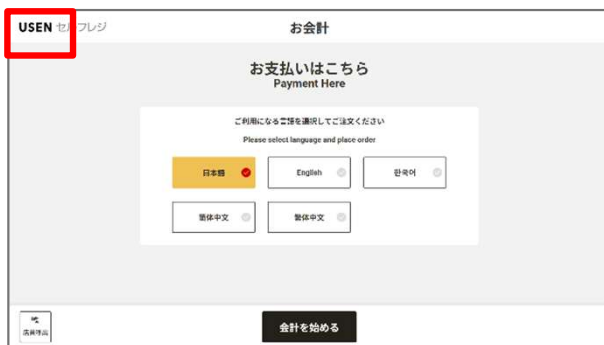 USEN セルフレジ
お会計
お支払いはこちら
Payment Here
ご利用になる言語を選択してご注文ください
Please select language and place order
日本語
English
한국어
簡体中文
繁体中文
会計を始める